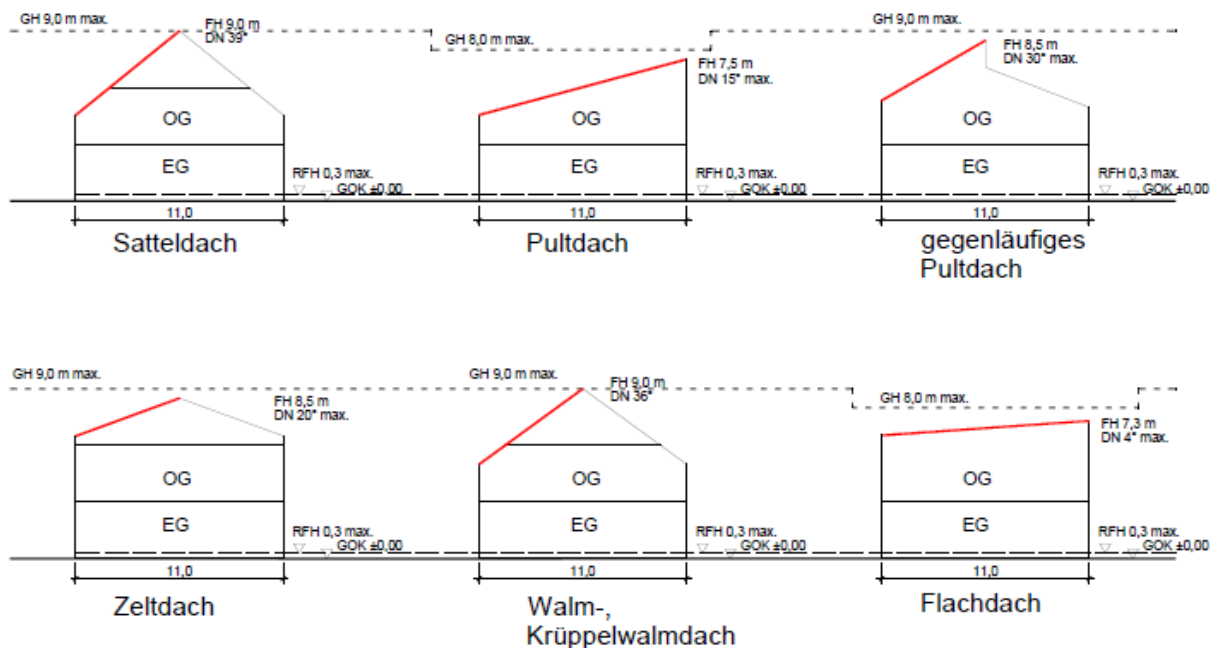 GH 9,0 m max.
FH 9,0 m
DN 39°
OG
EG
RFH 0,3 max.
GOK ±0,00
11,0
Satteldach
GH 8,0 m max.
FH 7,5 m
DN 15° max.
OG
EG
RFH 0,3 max.
GOK ±0,00
11,0
Pultdach
GH 9,0 m max.
FH 8,5 m
DN 30° max.
OG
EG
RFH 0,3 max.
GOK ±0,00
11,0
gegenläufiges
Pultdach
GH 9,0 m max.
FH 8,5 m
DN 20° max.
OG
EG
RFH 0,3 max.
GOK ±0,00
11,0
Zeltdach
GH 9,0 m max.
FH 9,0 m
DN 36°
OG
EG
RFH 0,3 max.
GOK ±0,00
11,0
Walm-,
Krüppelwalmdach
GH 8,0 m max.
FH 7,3 m
DN 4° max.
OG
EG
RFH 0,3 max.
GOK ±0,00
11,0
Flachdach